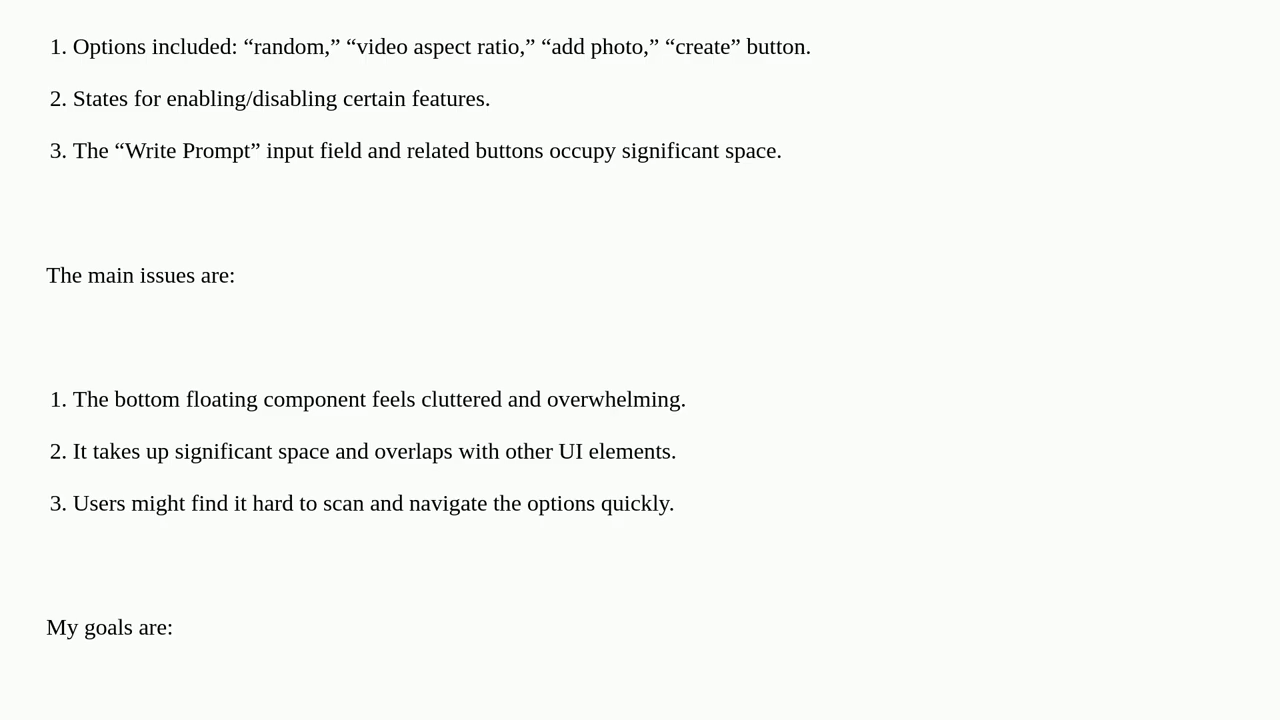 1. Options included: “random,” “video aspect ratio,” “add photo,” “create” button.
2. States for enabling/disabling certain features.
3. The “Write Prompt” input field and related buttons occupy significant space.
The main issues are:
1. The bottom floating component feels cluttered and overwhelming.
2. It takes up significant space and overlaps with other UI elements.
3. Users might find it hard to scan and navigate the options quickly.
My goals are: